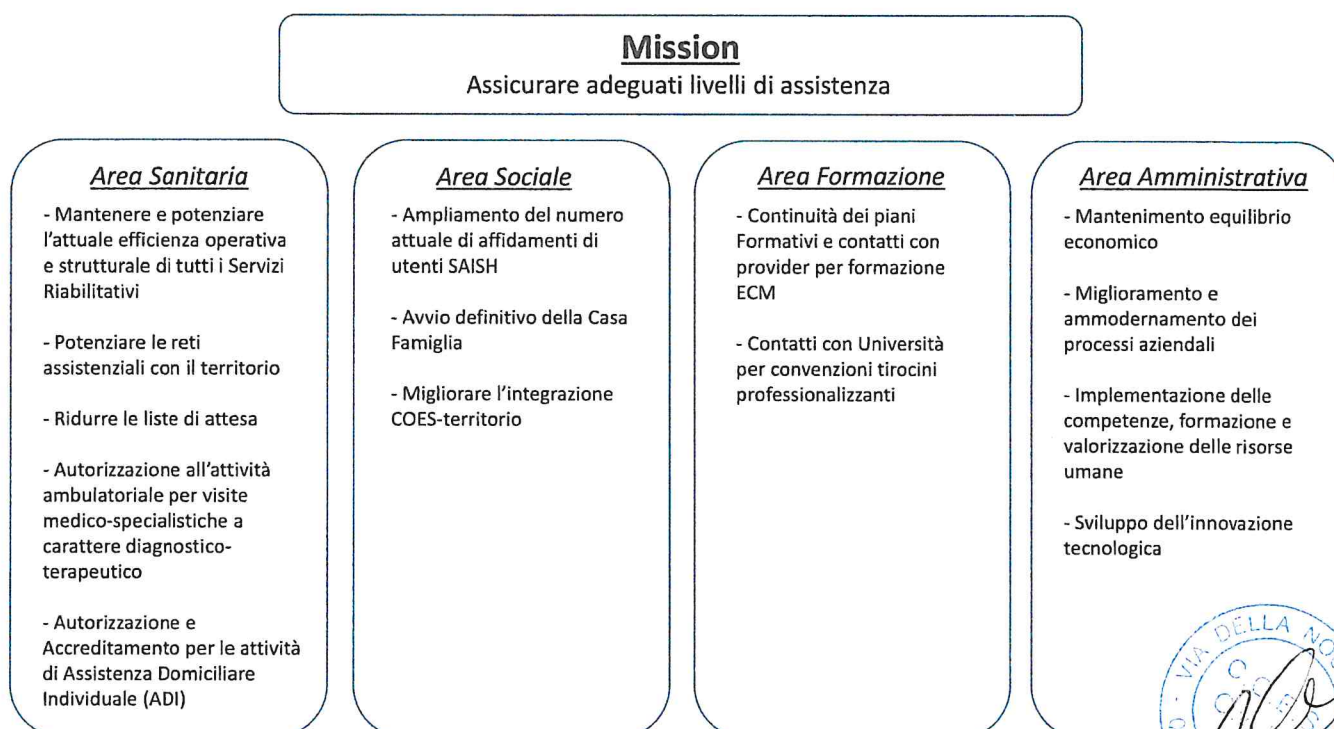 Mission
Assicurare adeguati livelli di assistenza
Area Sanitaria
- Mantenere e potenziare
l'attuale efficienza operativa
e strutturale di tutti i Servizi
Riabilitativi
- Potenziare le reti
assistenziali con il territorio
- Ridurre le liste di attesa
- Autorizzazione all'attività
ambulatoriale per visite
medico-specialistiche a
carattere diagnostico-
terapeutico
- Autorizzazione e
Accreditamento per le attività
di Assistenza Domiciliare
Individuale (ADI)
Area Sociale
- Ampliamento del numero
attuale di affidamenti di
utenti SAISH
- Avvio definitivo della Casa
Famiglia
- Migliorare l'integrazione
COES-territorio
Area Formazione
- Continuità dei piani
Formativi e contatti con
provider per formazione
ECM
- Contatti con Università
per convenzioni tirocini
professionalizzanti
Area Amministrativa
- Mantenimento equilibrio
economico
- Miglioramento e
ammodernamento dei
processi aziendali
- Implementazione delle
competenze, formazione e
valorizzazione delle risorse
umane
- Sviluppo dell'innovazione
tecnologica
VIA DELLA